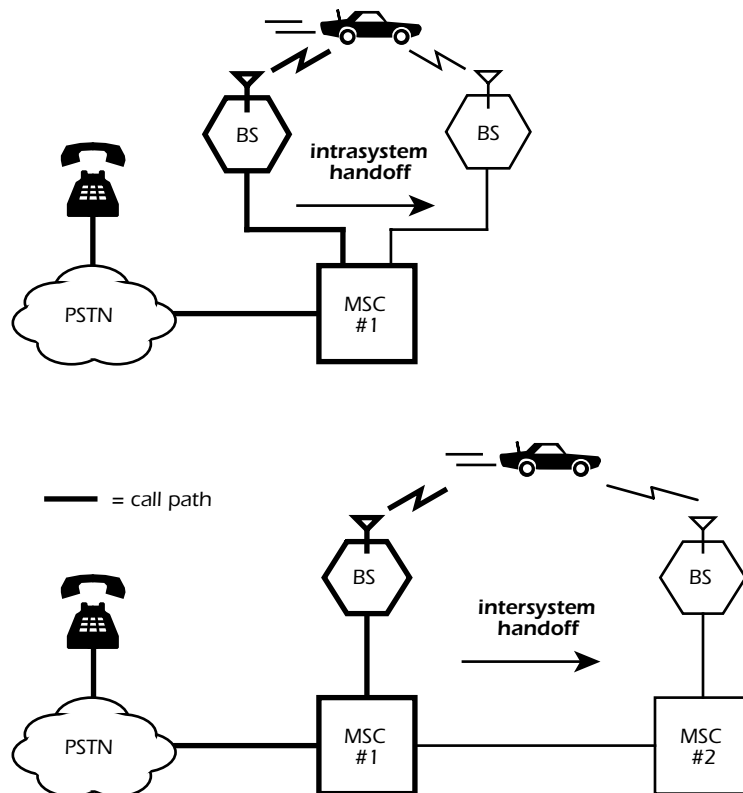 BS
BS
intrasystem
handoff
PSTN
MSC
#1
= call path
BS
BS
intersystem
handoff
PSTN
MSC
#1
MSC
#2